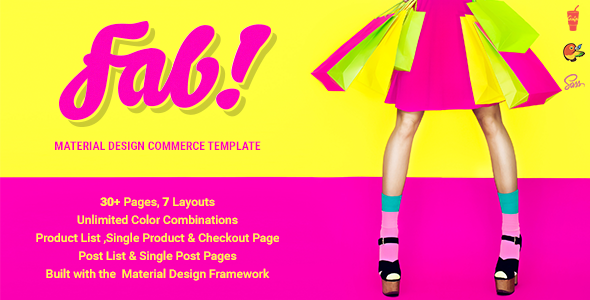 Fab!
MATERIAL DESIGN COMMERCE TEMPLATE
30+ Pages, 7 Layouts
Unlimited Color Combinations
Product List ,Single Product & Checkout Page
Post List & Single Post Pages
Built with the Material Design Framework
Sass